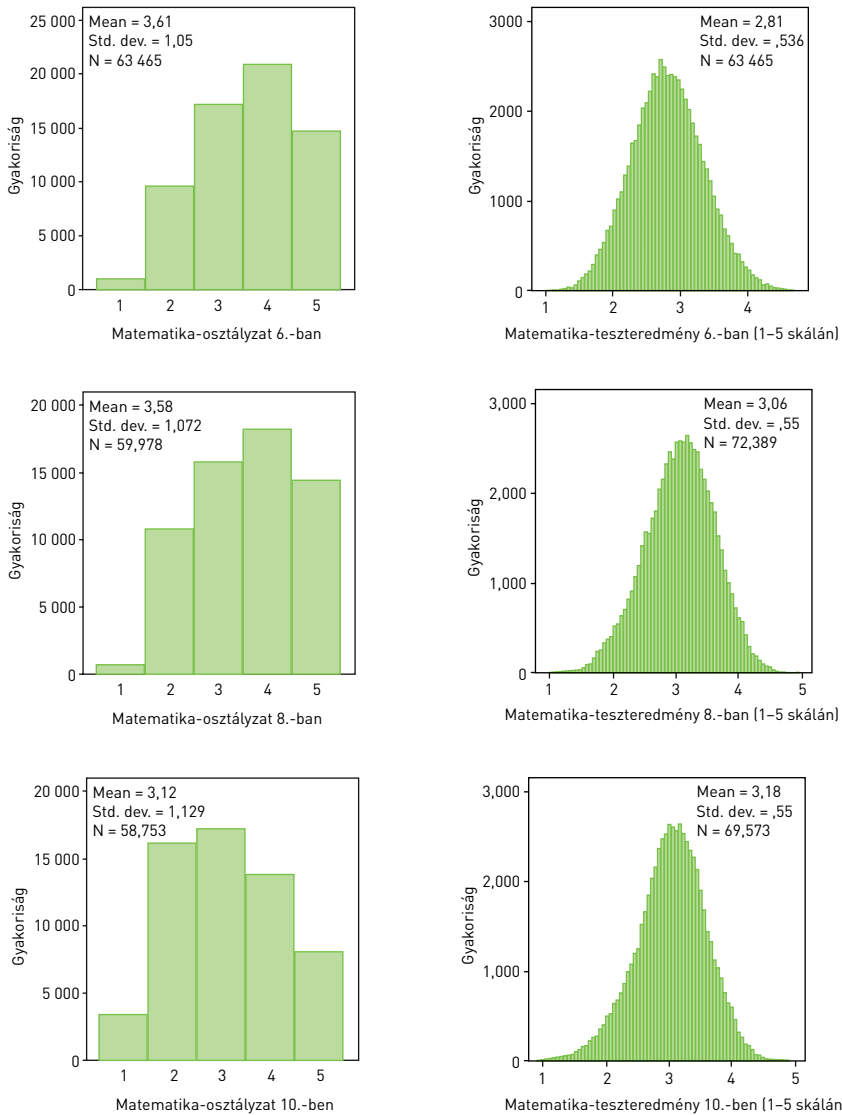 Mean = 3,61
Std. dev. = 1,05
N = 63 465
25 000
20 000
15 000
10 000
5 000
0
Gyakoriság
1 2 3 4 5
Matematika-osztályzat 6.-ban
Mean = 2,81
Std. dev. = ,536
N = 63 465
3000
2000
1000
0
Gyakoriság
1 2 3 4
Matematika-teszteredmény 6.-ban (1–5 skálán)
Mean = 3,58
Std. dev. = 1,072
N = 59,978
20 000
15 000
10 000
5 000
0
Gyakoriság
1 2 3 4 5
Matematika-osztályzat 8.-ban
Mean = 3,06
Std. dev. = ,55
N = 72,389
3,000
2,000
1,000
0
Gyakoriság
1 2 3 4 5
Matematika-teszteredmény 8.-ban (1–5 skálán)
Mean = 3,12
Std. dev. = 1,129
N = 58,753
20 000
15 000
10 000
5 000
0
Gyakoriság
1 2 3 4 5
Matematika-osztályzat 10.-ben
Mean = 3,18
Std. dev. = ,55
N = 69,573
3,000
2,000
1,000
0
Gyakoriság
1 2 3 4 5
Matematika-teszteredmény 10.-ben (1–5 skálán